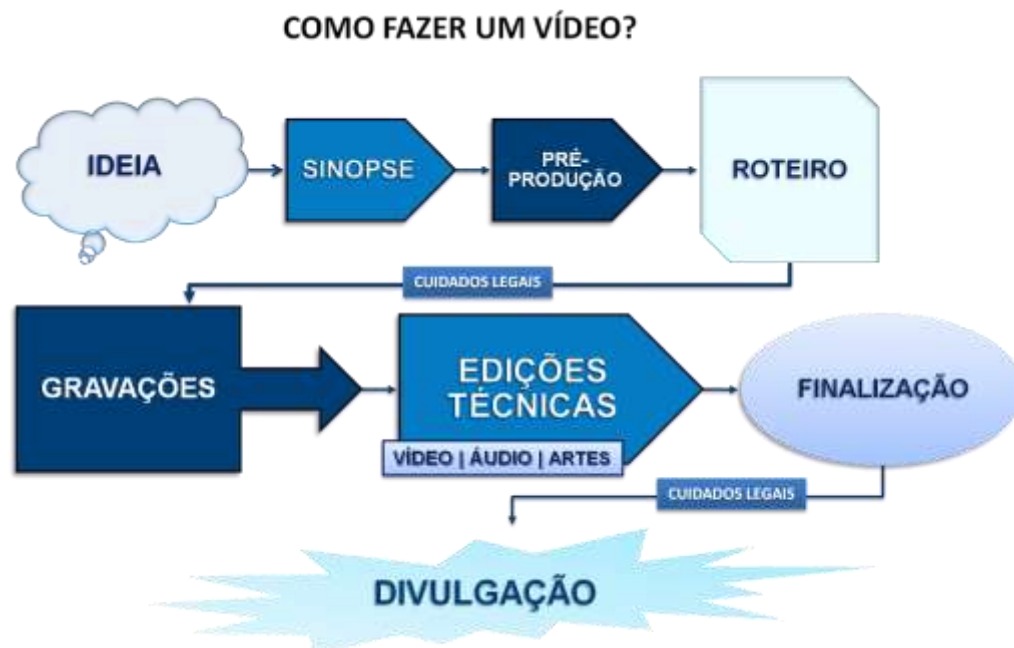 COMO FAZER UM VÍDEO?
IDEIA
SINOPSE
PRÉ-
PRODUÇÃO
ROTEIRO
CUIDADOS LEGAIS
GRAVAÇÕES
EDIÇÕES
TÉCNICAS
VÍDEO | ÁUDIO | ARTES
FINALIZAÇÃO
CUIDADOS LEGAIS
DIVULGAÇÃO